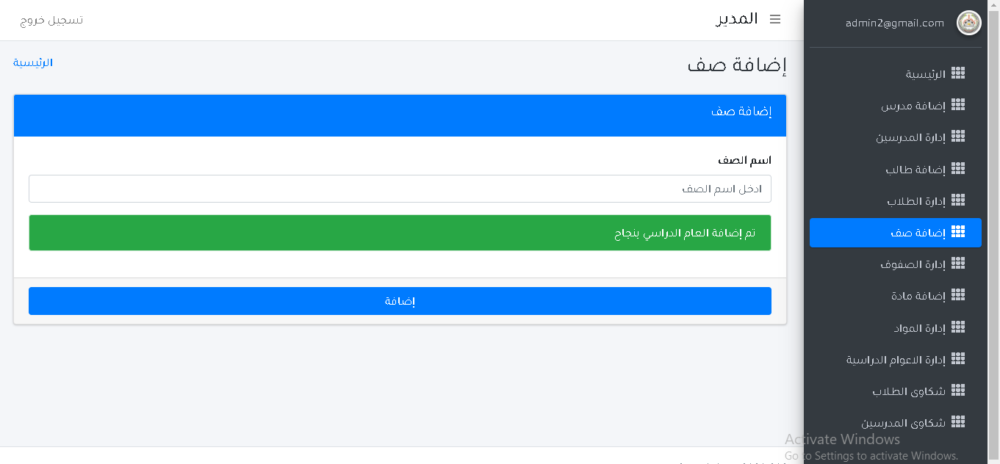 admin2@gmail.com
الرئيسية
إضافة مدرس
إدارة المدرسين
إضافة طالب
إدارة الطلاب
إضافة صف
إدارة الصفوف
إضافة مادة
إدارة المواد
إدارة الاعوام الدراسية
شكاوى الطلاب
شكاوى المدرسين
المدير
تسجيل خروج
إضافة صف
الرئيسية
إضافة صف
اسم الصف
ادخل اسم الصف
تم إضافة العام الدراسي بنجاح
إضافة
Activate Windows
Go to Settings to activate Windows.